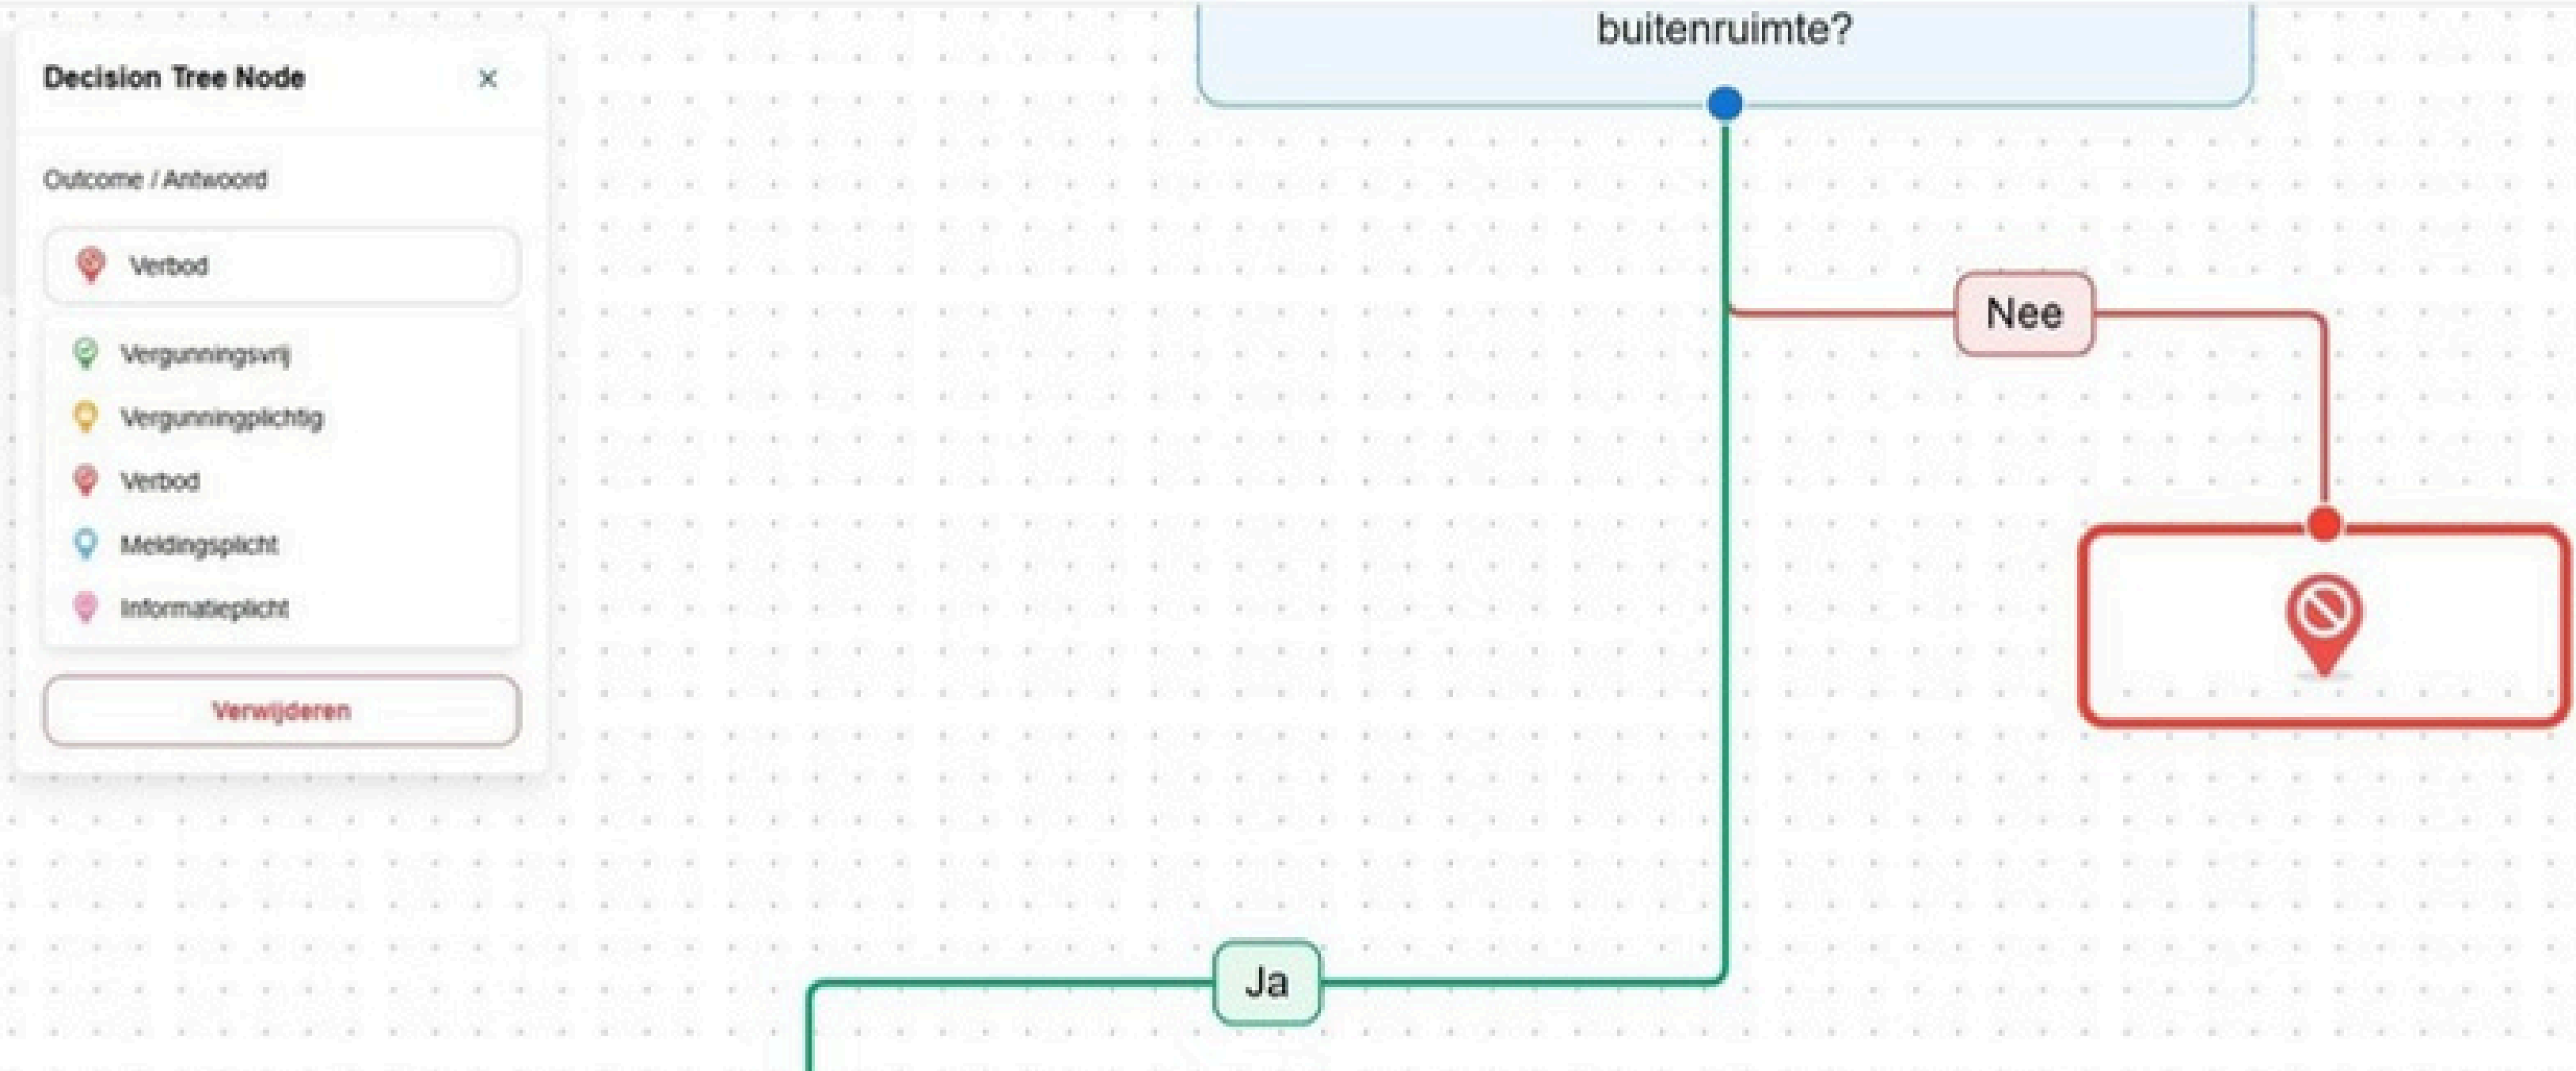 Decision Tree Node
Outcome / Antwoord
Verbod
Vergunningsvrij
Vergunningplichtig
Verbod
Meldingsplicht
Informatieplicht
Verwijderen
buitenruimte?
Nee
Ja